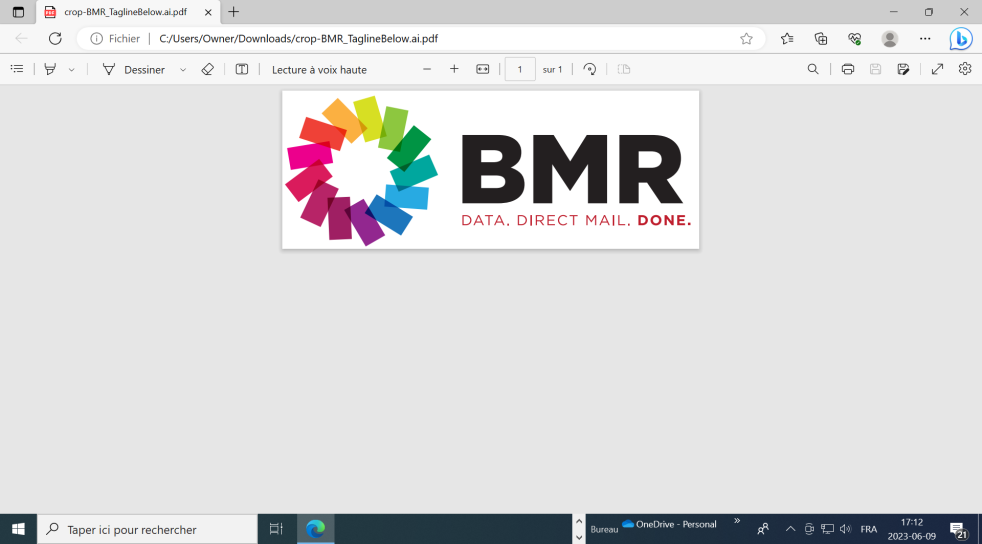 crop-BMR_TaglineBelow.ai.pdf
Fichier C:/Users/Owner/Downloads/crop-BMR_TaglineBelow.ai.pdf
Dessiner Lecture à voix haute 1 sur 1
BMR
DATA. DIRECT MAIL. DONE.
Taper ici pour rechercher
Bureau OneDrive - Personal
FRA
17:12
2023-06-09
21